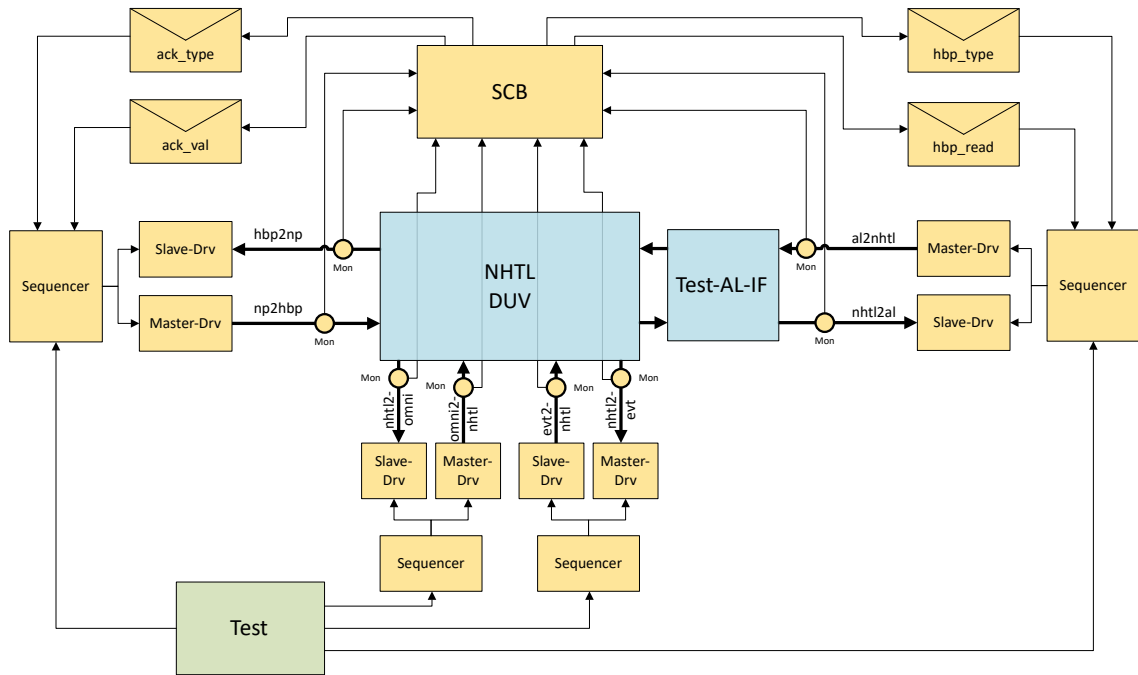 ack_type
hbp_type
SCB
ack_val
hbp_read
hbp2np
al2nhtl
Slave-Drv
Master-Drv
Mon
Mon
NHTL
DUV
Test-AL-IF
Sequencer
Sequencer
np2hbp
nhtl2al
Master-Drv
Slave-Drv
Mon
Mon
Mon
Mon
Mon
Mon
nhtl2-
omni
omni2-
nhtl
evt2-
nhtl
nhtl2-
evt
Slave-
Drv
Master-
Drv
Slave-
Drv
Master-
Drv
Sequencer
Sequencer
Test